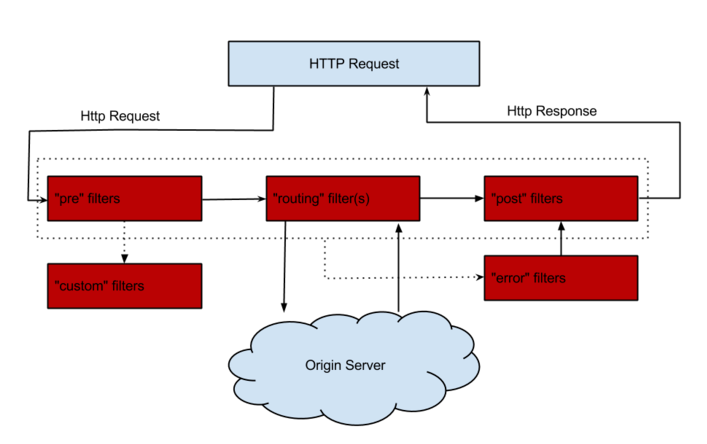 HTTP Request
Http Request
Http Response
"pre" filters
"routing" filter(s)
"post" filters
"custom" filters
"error" filters
Origin Server